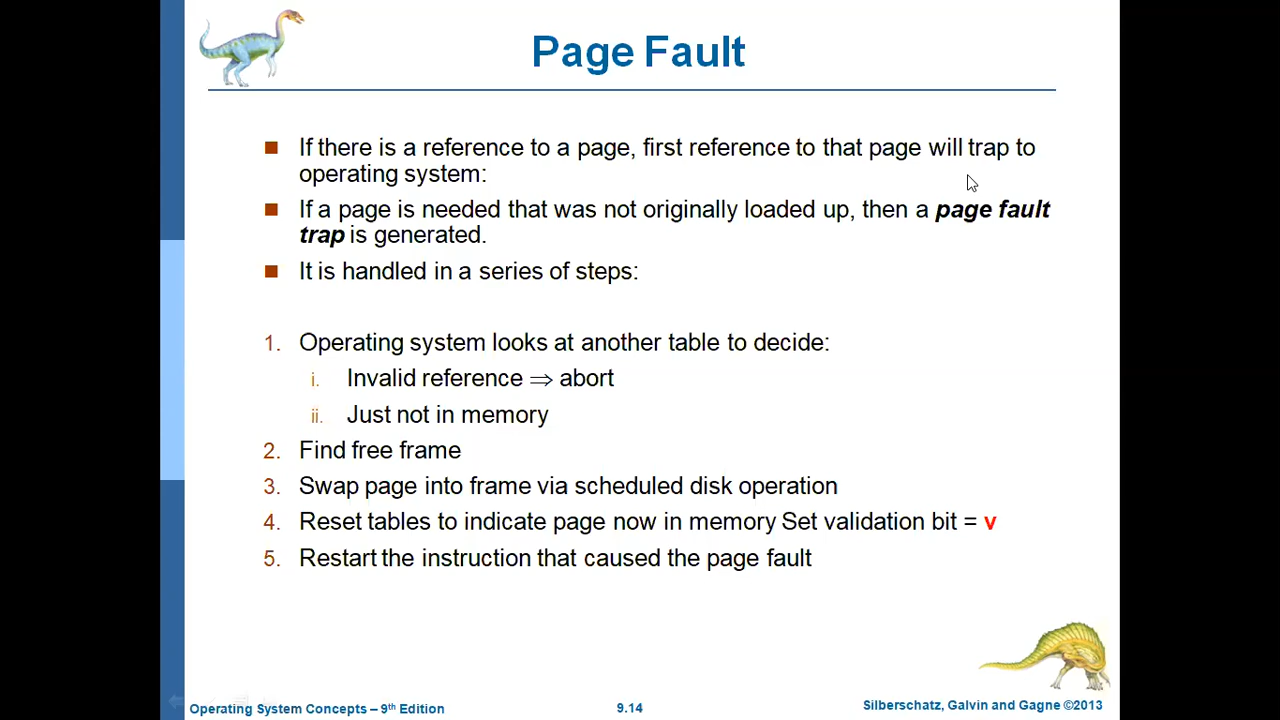 Page Fault
If there is a reference to a page, first reference to that page will trap to
operating system:
If a page is needed that was not originally loaded up, then a page fault
trap is generated.
It is handled in a series of steps:
1. Operating system looks at another table to decide:
i. Invalid reference ⇒ abort
ii. Just not in memory
2. Find free frame
3. Swap page into frame via scheduled disk operation
4. Reset tables to indicate page now in memory Set validation bit = v
5. Restart the instruction that caused the page fault
Operating System Concepts – 9th Edition
9.14
Silberschatz, Galvin and Gagne ©2013